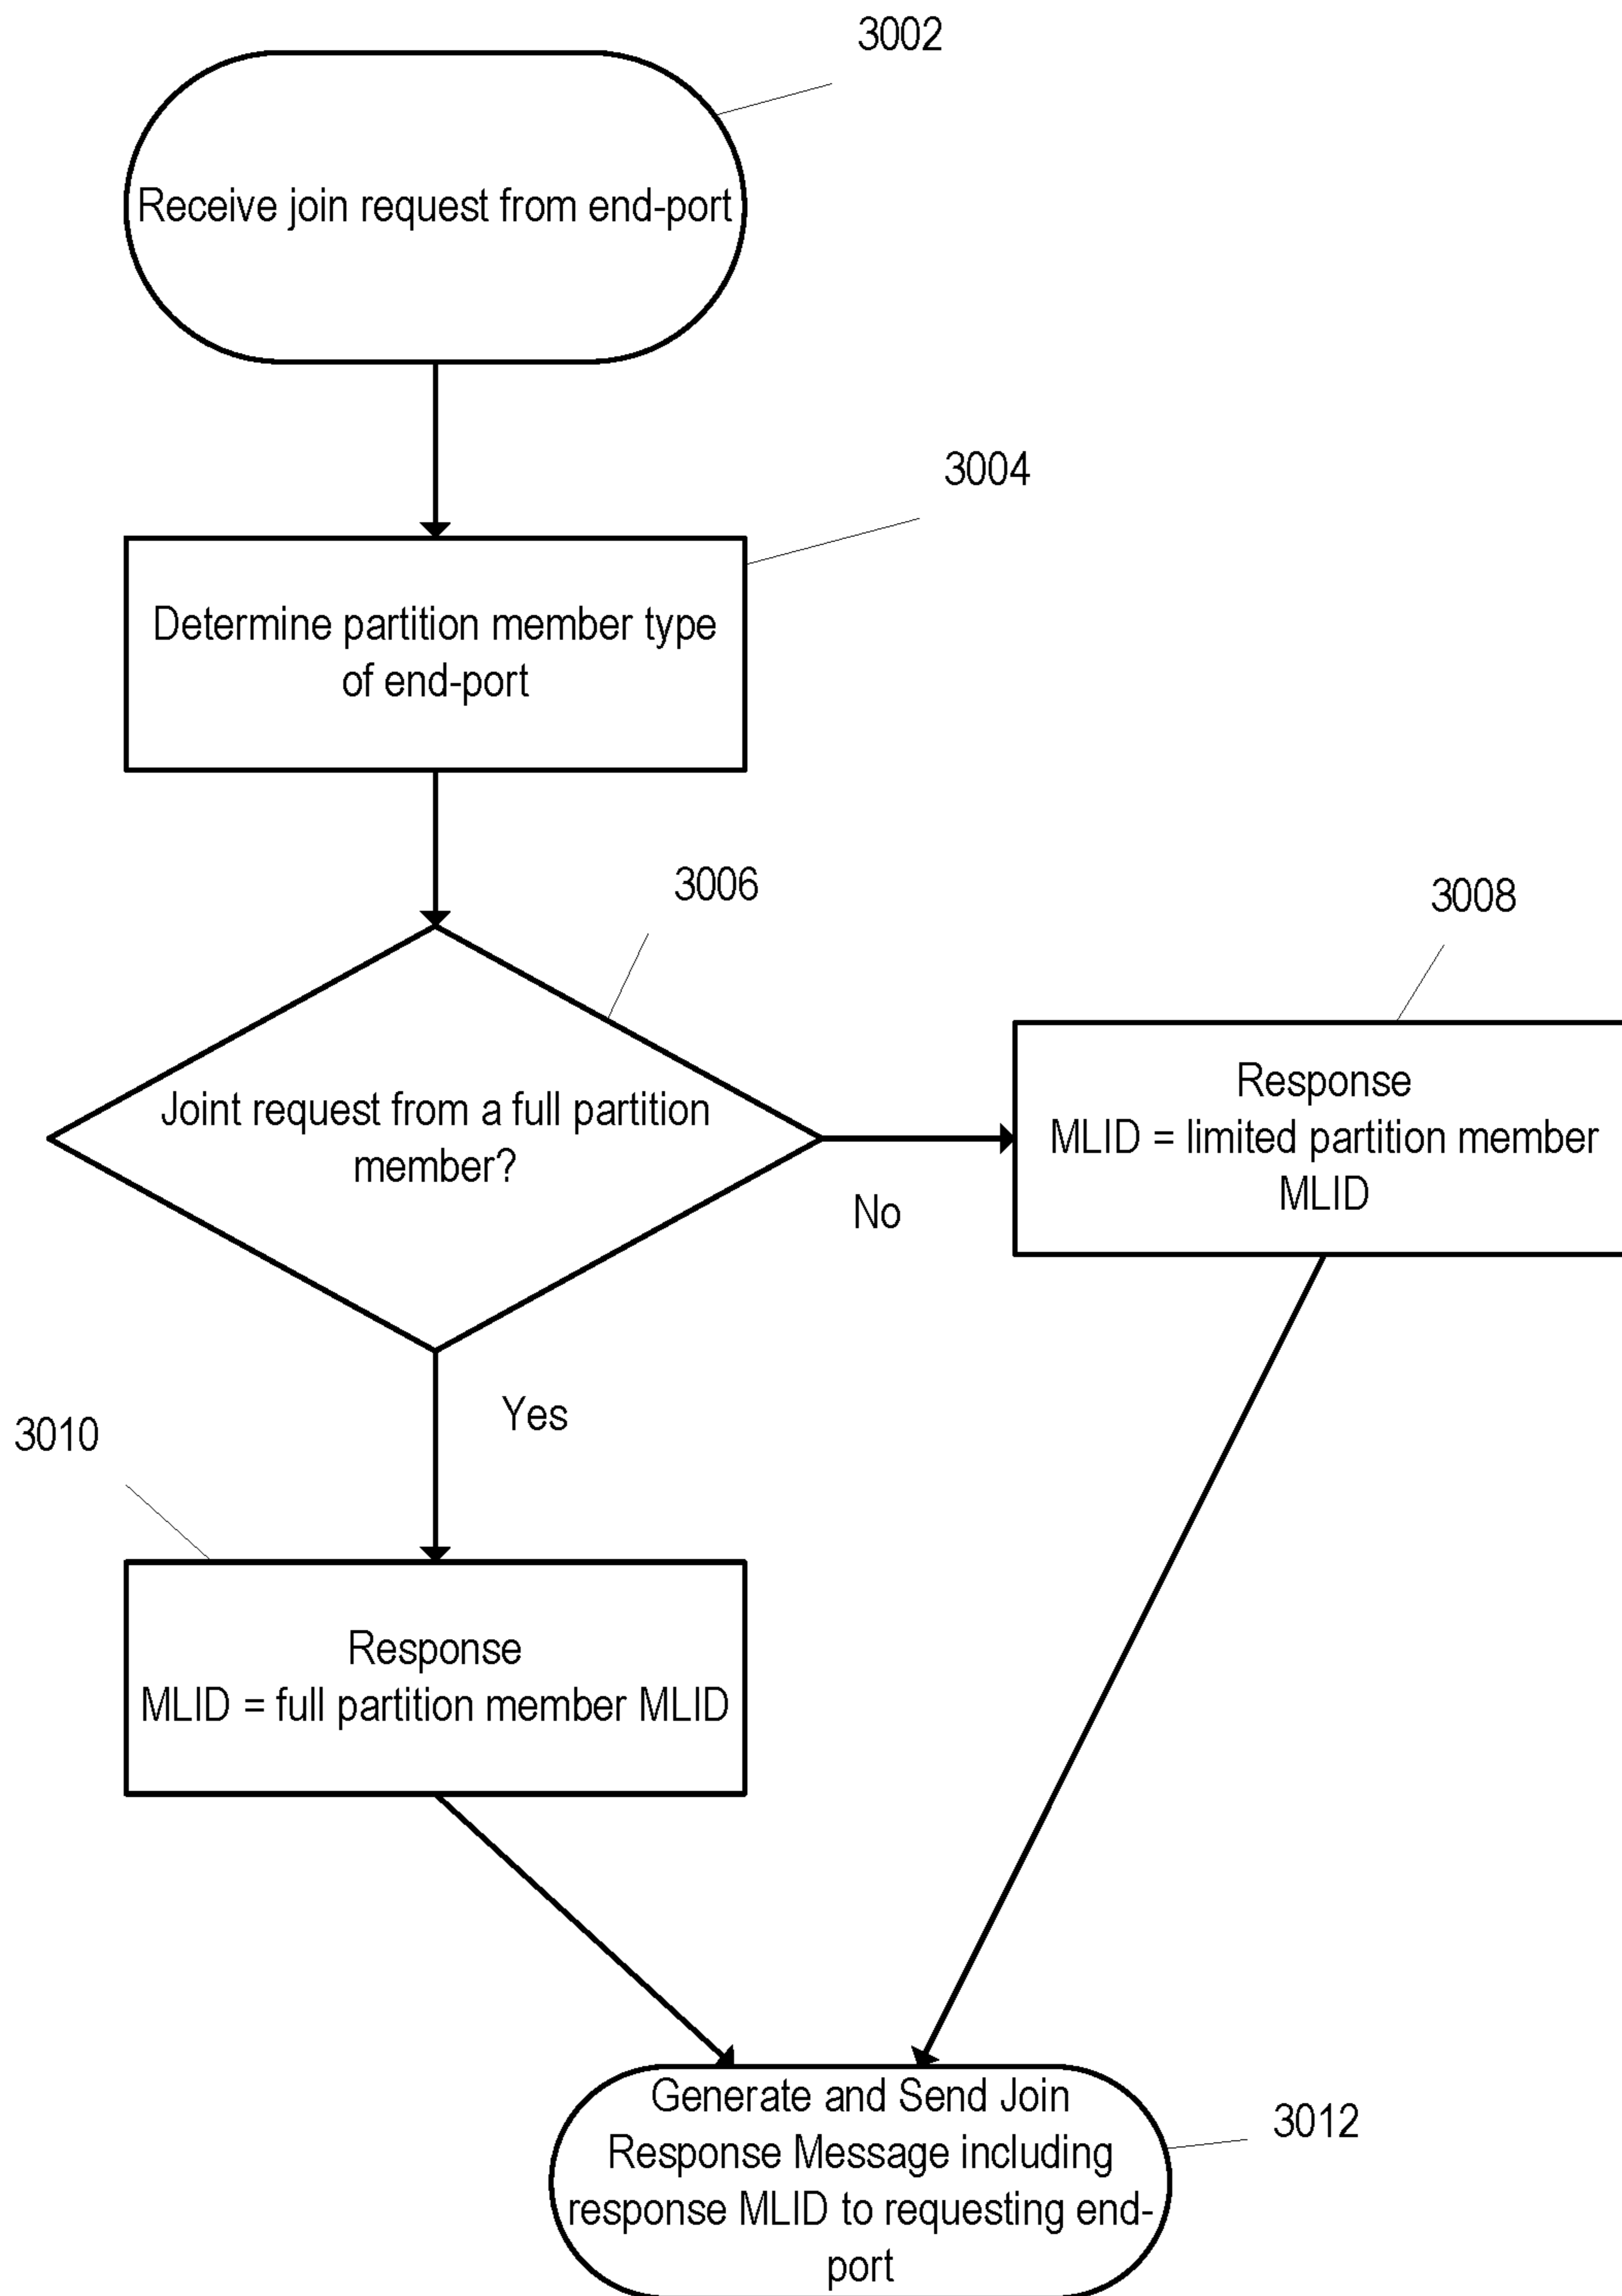 3002
Receive join request from end-port
3004
Determine partition member type
of end-port
3006
3008
Joint request from a full partition
member?
Response
MLID = limited partition member
MLID
No
Yes
3010
Response
MLID = full partition member MLID
Generate and Send Join
Response Message including
response MLID to requesting end-
port
3012